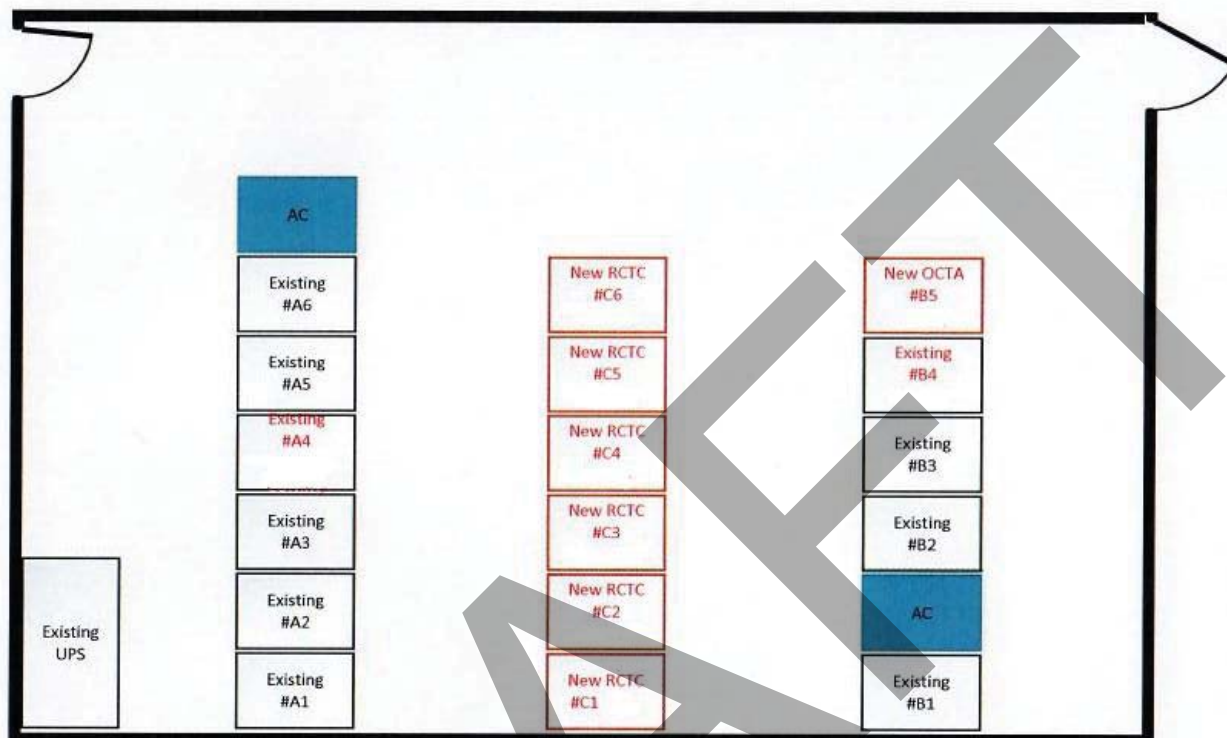 AC
Existing
#A6
Existing
#A5
Existing
#A4
Existing
#A3
Existing
#A2
Existing
#A1
Existing
UPS
New RCTC
#C6
New RCTC
#C5
New RCTC
#C4
New RCTC
#C3
New RCTC
#C2
New RCTC
#C1
New OCTA
#B5
Existing
#B4
Existing
#B3
Existing
#B2
AC
Existing
#B1